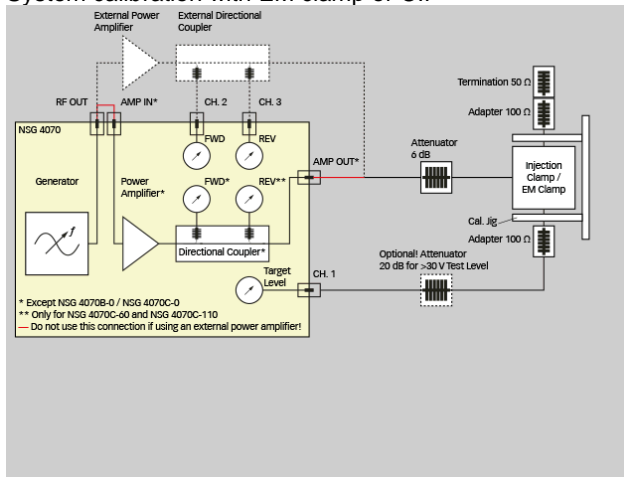 System calibration with EM clamp or
External Power
Amplifier
External Directional
Coupler
RF OUT
AMP IN*
CH. 2
CH. 3
NSG 4070
FWD
REV
Generator
Power
Amplifier*
FWD*
REV**
AMP OUT*
Directional Coupler*
Target
Level
CH. 1
* Except NSG 4070B-0 / NSG 4070C-0
** Only for NSG 4070C-60 and NSG 4070C-110
— Do not use this connection if using an external power amplifier!
Termination 50 Ω
Adapter 100 Ω
Attenuator
6 dB
Injection
Clamp /
EM Clamp
Cal. Jig
Adapter 100 Ω
Optional! Attenuator
20 dB for >30 V Test Level